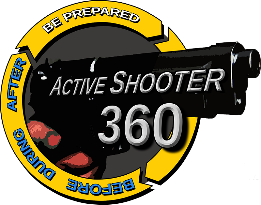 BE PREPARED
ACTIVE SHOOTER
360
BEFORE
DURING
AFTER